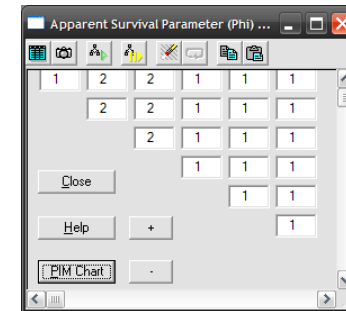 Apparent Survival Parameter (Phi) ...
1 2 2 1 1 1
2 2 1 1 1
2 1 1 1
1 1 1
Close
1 1
Help + 1
PIM Chart -